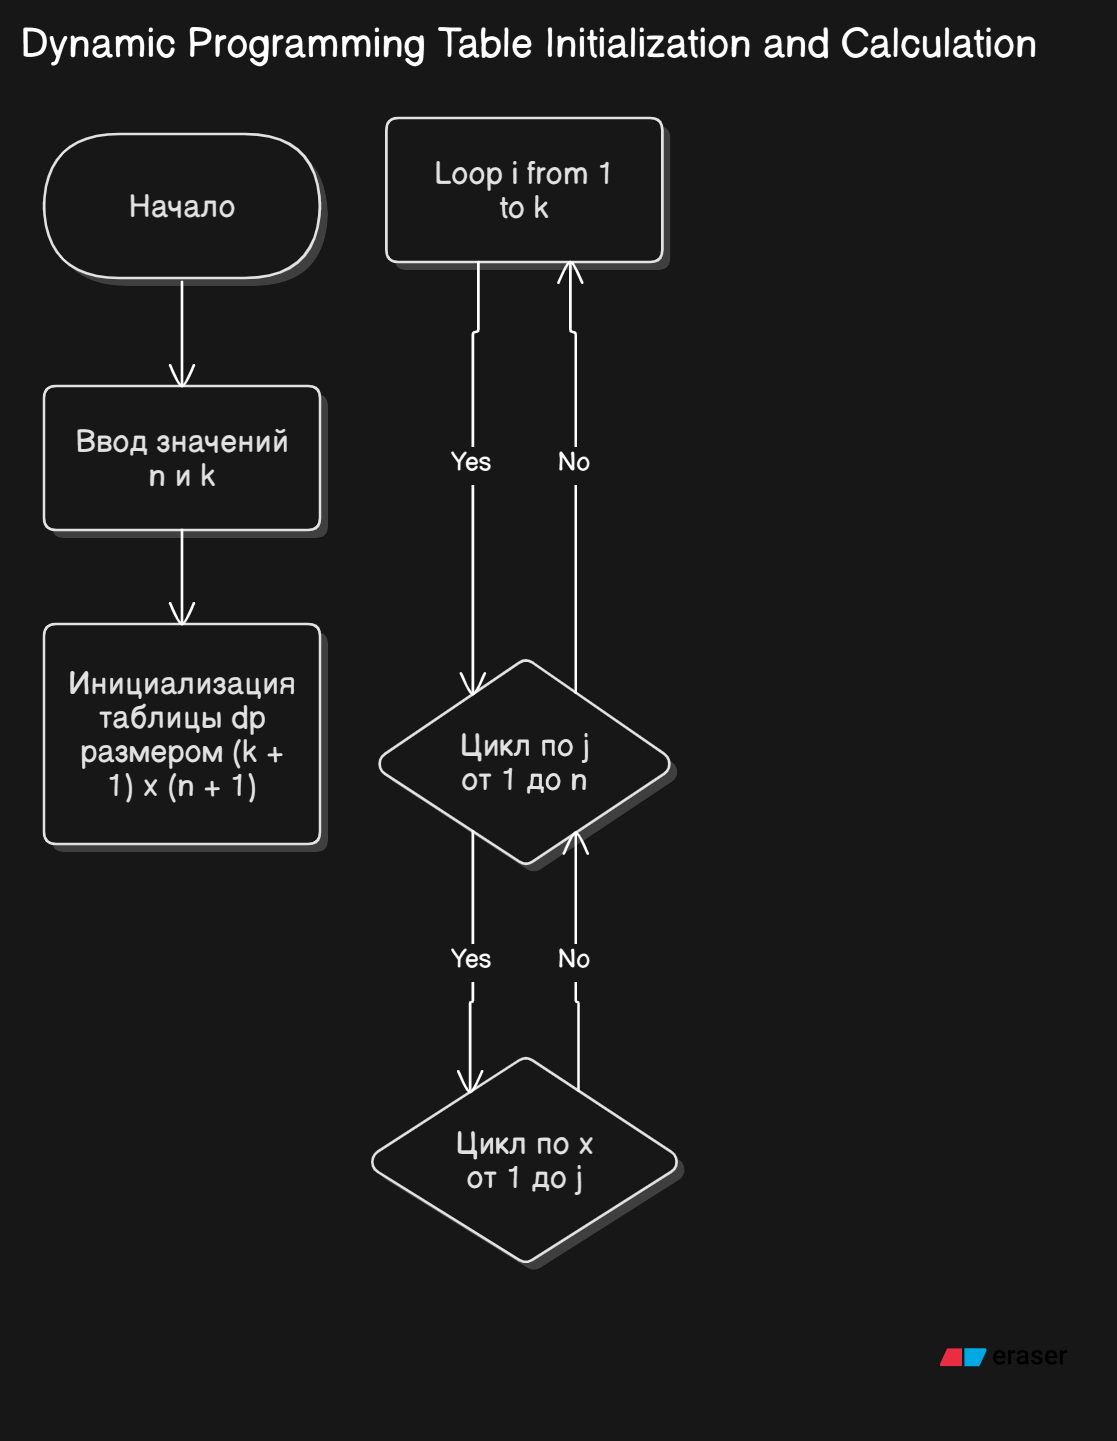 Dynamic Programming Table Initialization and Calculation
Начало
Ввод значений
n и k
Инициализация
таблицы dp
размером (k +
1) x (n + 1)
Loop i from 1
to k
Yes
No
Цикл по j
от 1 до n
Yes
No
Цикл по x
от 1 до j
eraser